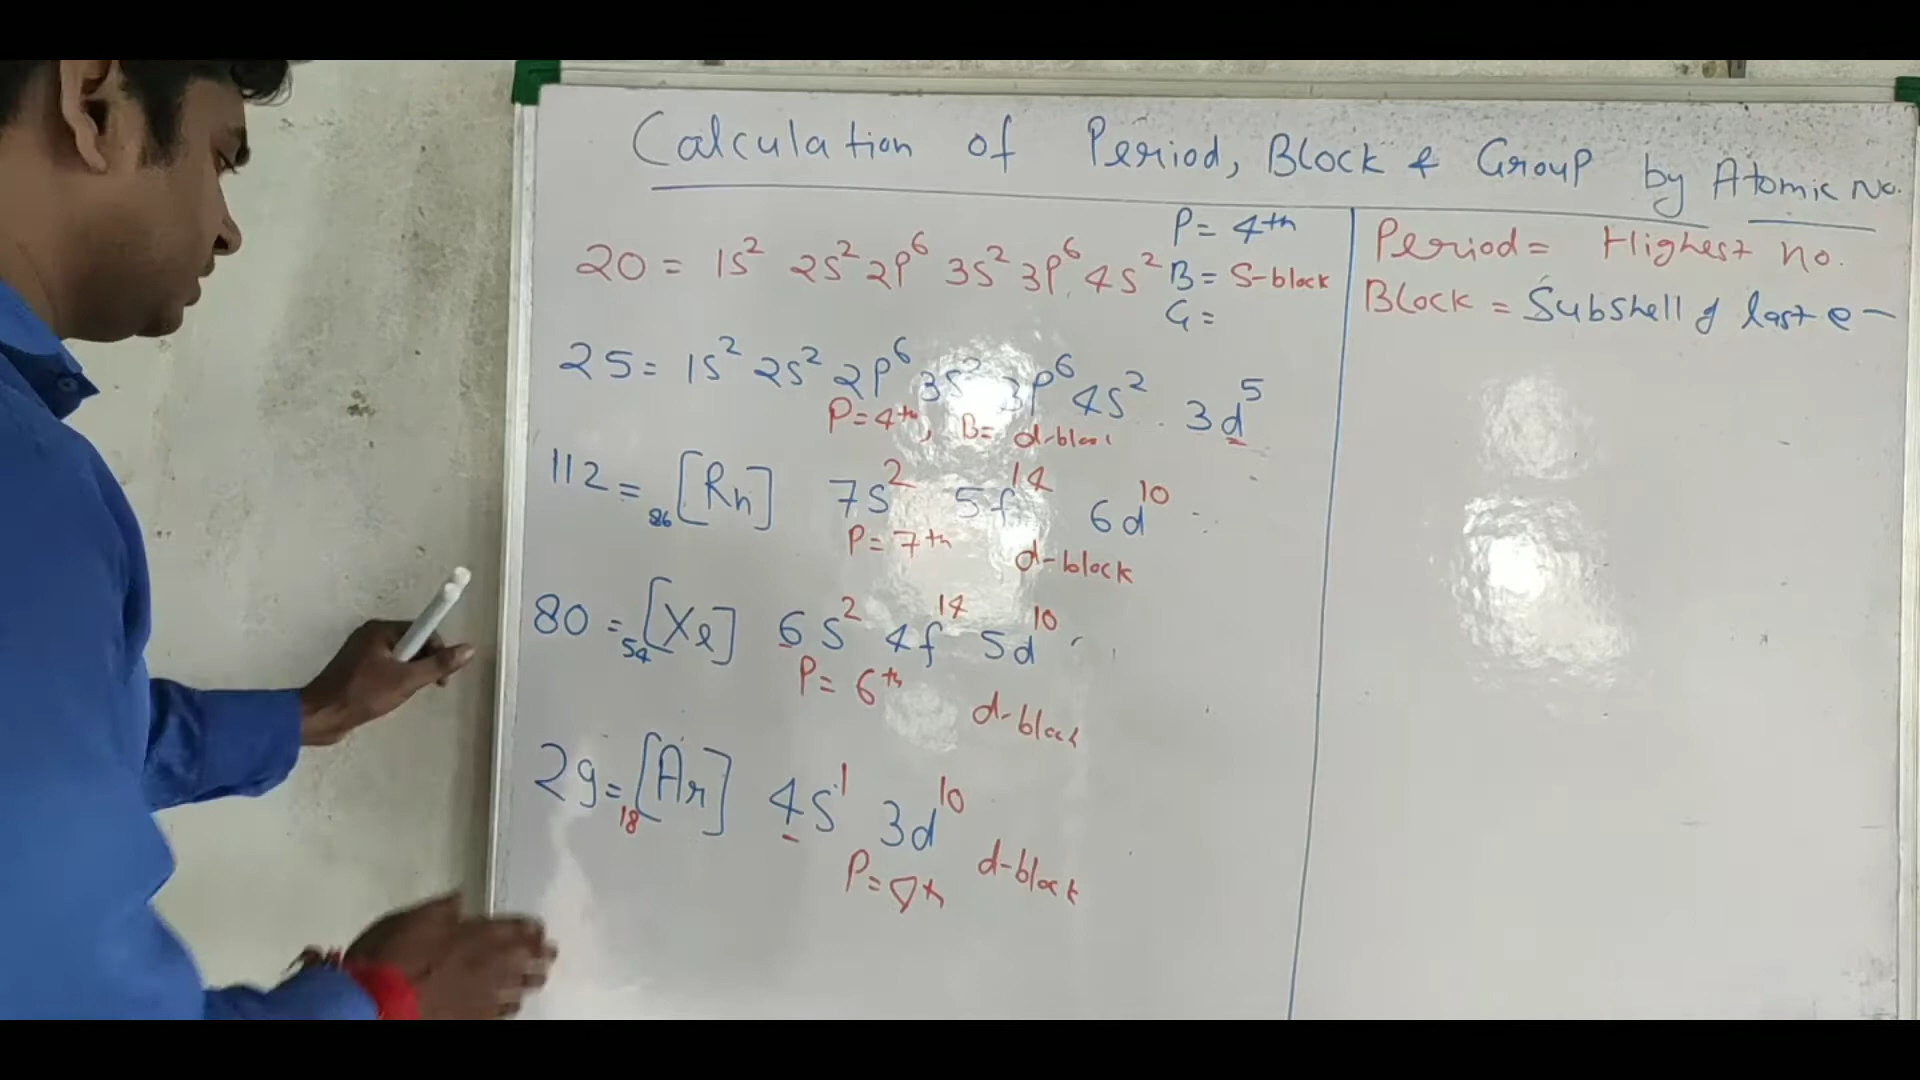 Calculation of Period, Block & Group by Atomic No.
20 = 1s² 2s² 2p⁶ 3s² 3p⁶ 4s²
P = 4th
B = S-block
G =
25 = 1s² 2s² 2p⁶ 3s² 3p⁶ 4s² 3d⁵
P = 4th, B = d-bloc
112 = 86[Rn] 7s² 5f¹⁴ 6d¹⁰
P = 7th d-block
80 = 54[Xe] 6s² 4f¹⁴ 5d¹⁰
P = 6th d-block
29 = 18[Ar] 4s¹ 3d¹⁰
P = 4th d-block
Period = Highest no.
Block = Subshell of last e-